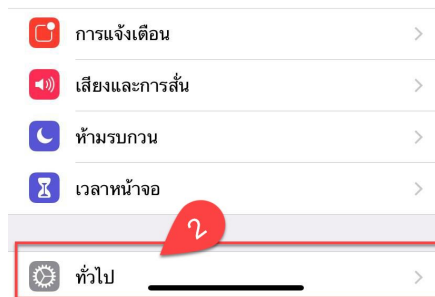 การแจ้งเตือน
เสียงและการสั่น
ห้ามรบกวน
เวลาหน้าจอ
2
ทั่วไป